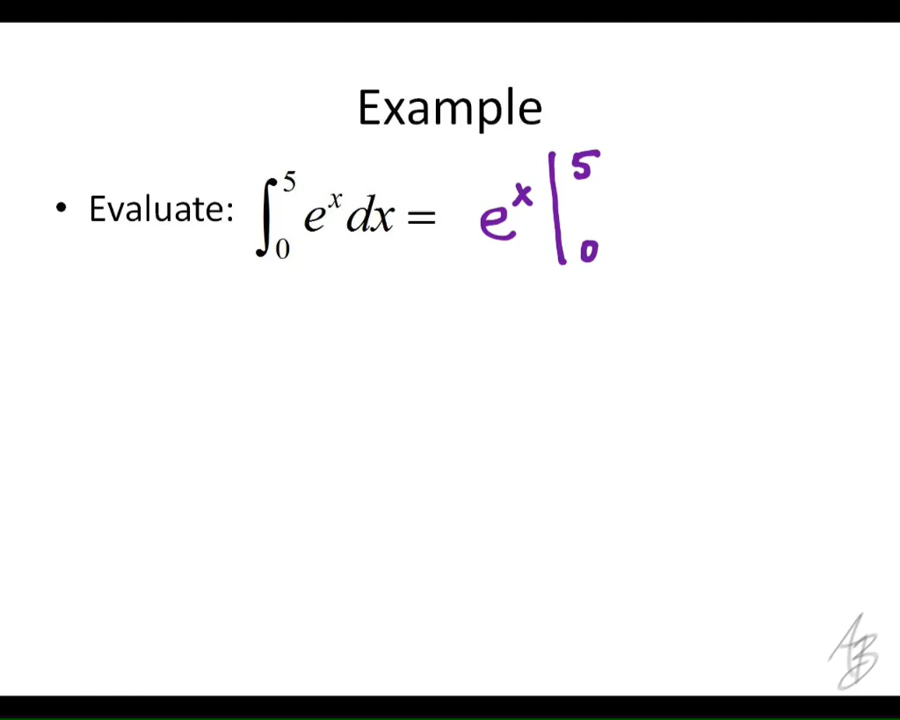 Example
• Evaluate: ∫₀⁵ eˣ dx = eˣ |₀⁵